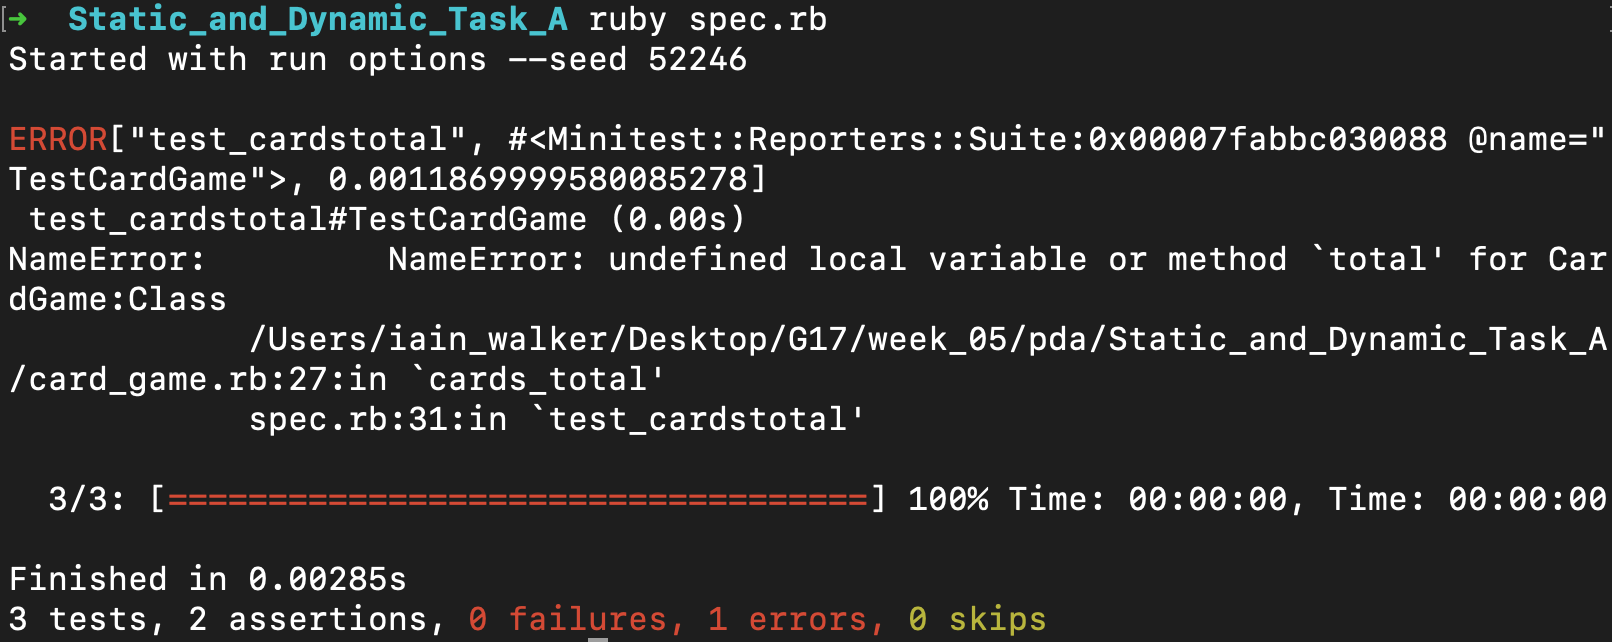 [➜  Static_and_Dynamic_Task_A ruby spec.rb
Started with run options --seed 52246
ERROR["test_cardstotal", #<Minitest::Reporters::Suite:0x00007fabbc030088 @name="
TestCardGame">, 0.0011869999580085278]
 test_cardstotal#TestCardGame (0.00s)
NameError:         NameError: undefined local variable or method `total' for Car
dGame:Class
            /Users/iain_walker/Desktop/G17/week_05/pda/Static_and_Dynamic_Task_A
/card_game.rb:27:in `cards_total'
            spec.rb:31:in `test_cardstotal'
  3/3: [===================================] 100% Time: 00:00:00, Time: 00:00:00
Finished in 0.00285s
3 tests, 2 assertions, 0 failures, 1 errors, 0 skips